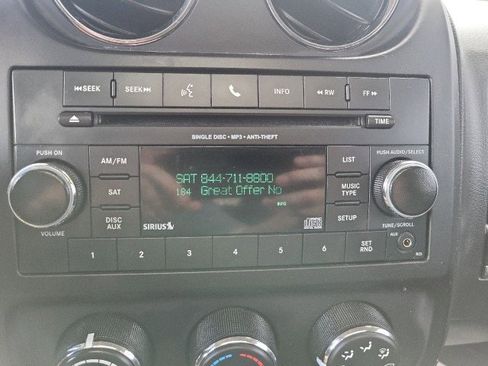 SEEK
SEEK
INFO
RW
FF
TIME
SINGLE DISC • MP3 • ANTI-THEFT
PUSH ON
VOLUME
AM/FM
SAT
DISC AUX
SAT 844-711-8800
184 Great Offer No
INFO
SIRIUS
LIST
MUSIC TYPE
SETUP
PUSH AUDIO/SELECT
TUNE/SCROLL
1 2 3 4 5 6
SET RND
AUX